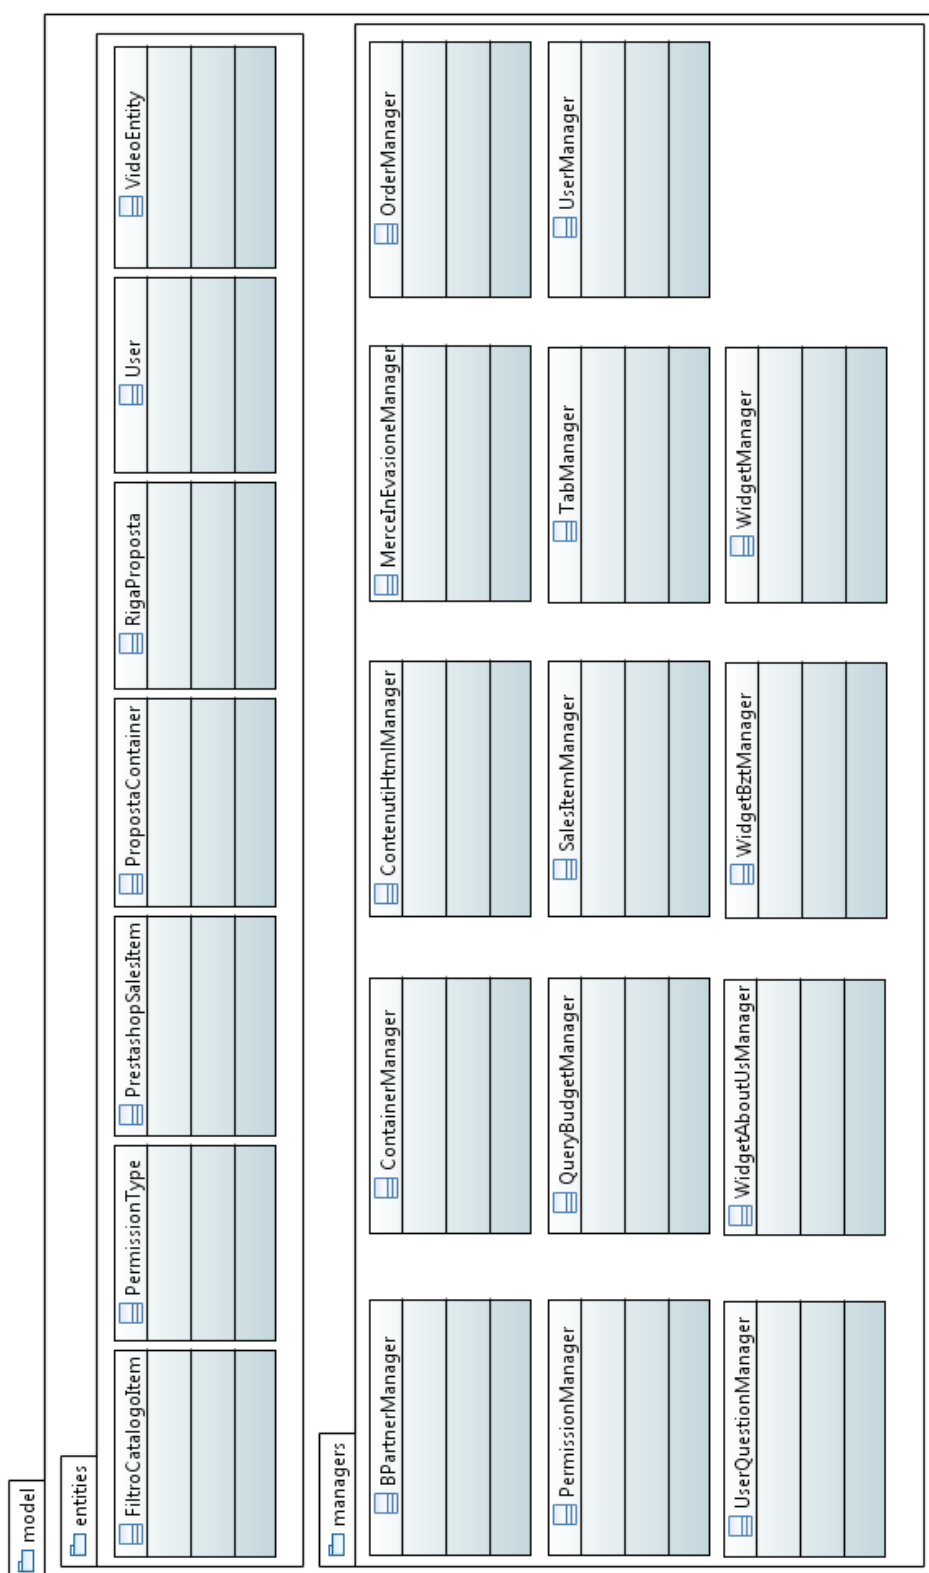 model
entities
FiltroCatalogoItem
PermissionType
PrestashopSalesItem
PropostaContainer
RigaProposta
User
VideoEntity
managers
BPartnerManager
ContainerManager
ContenutiHtmlManager
MerceInEvasioneManager
OrderManager
PermissionManager
QueryBudgetManager
SalesItemManager
TabManager
UserManager
UserQuestionManager
WidgetAboutUsManager
WidgetBztManager
WidgetManager